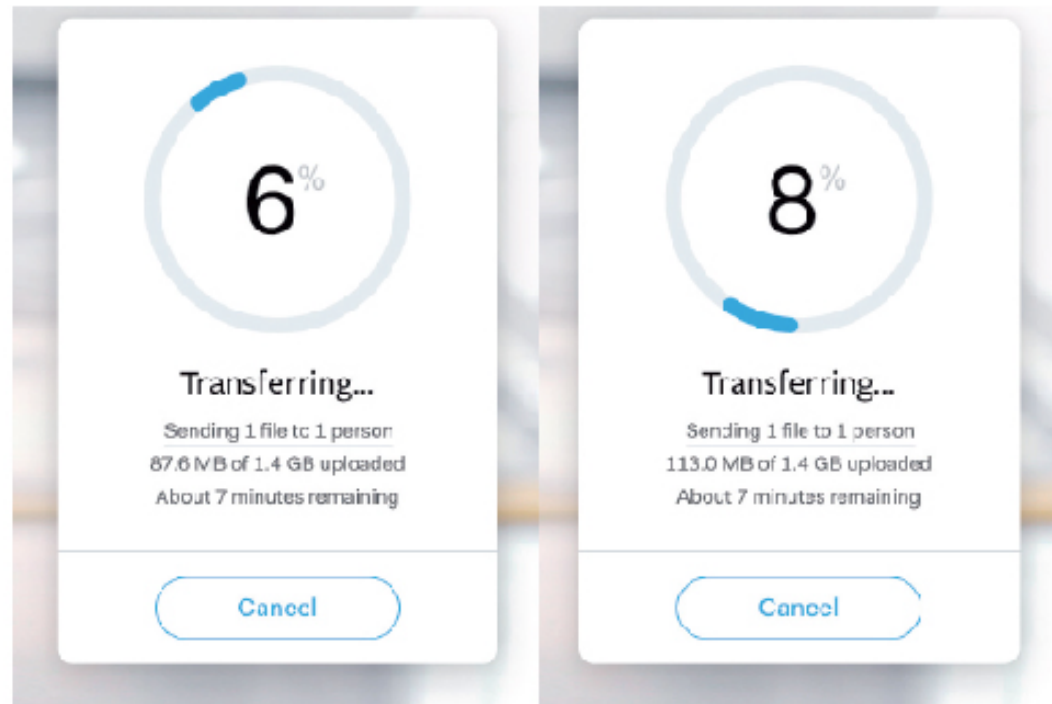 6%
Transferring...
Sending 1 file to 1 person
87.6 MB of 1.4 GB uploaded
About 7 minutes remaining
Cancel
8%
Transferring...
Sending 1 file to 1 person
113.0 MB of 1.4 GB uploaded
About 7 minutes remaining
Cancel